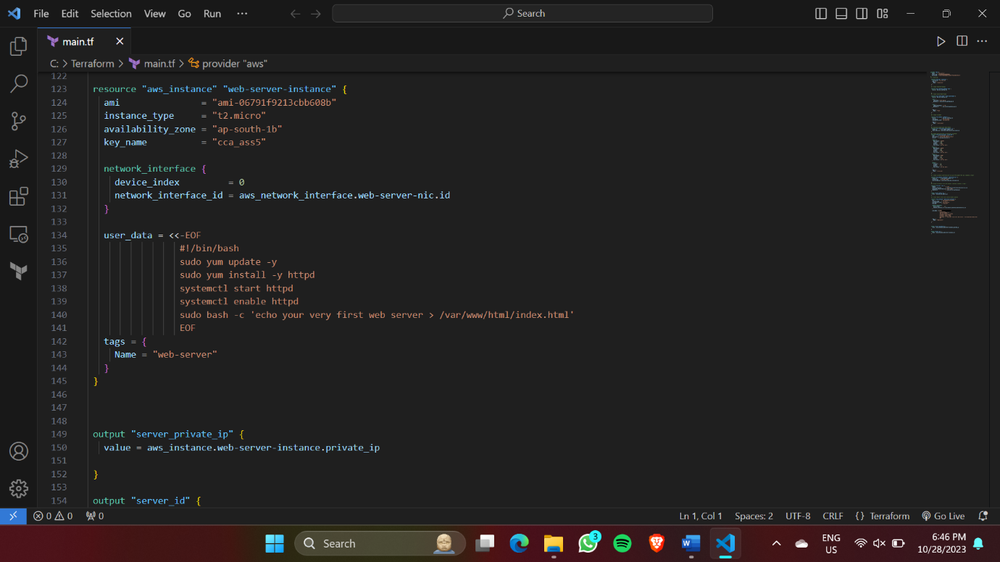 File Edit Selection View Go Run ···
Search
main.tf
C: > Terraform > main.tf > provider "aws"
122
123 resource "aws_instance" "web-server-instance" {
124 ami = "ami-06791f9213cbb608b"
125 instance_type = "t2.micro"
126 availability_zone = "ap-south-1b"
127 key_name = "cca_ass5"
128
129 network_interface {
130 device_index = 0
131 network_interface_id = aws_network_interface.web-server-nic.id
132 }
133
134 user_data = <<-EOF
135 #!/bin/bash
136 sudo yum update -y
137 sudo yum install -y httpd
138 systemctl start httpd
139 systemctl enable httpd
140 sudo bash -c 'echo your very first web server > /var/www/html/index.html'
141 EOF
142 tags = {
143 Name = "web-server"
144 }
145 }
146
147
148
149 output "server_private_ip" {
150 value = aws_instance.web-server-instance.private_ip
151
152 }
153
154 output "server_id" {
0 0 0 Ln 1, Col 1 Spaces: 2 UTF-8 CRLF {} Terraform Go Live
Search 3 ENG US 6:46 PM 10/28/2023